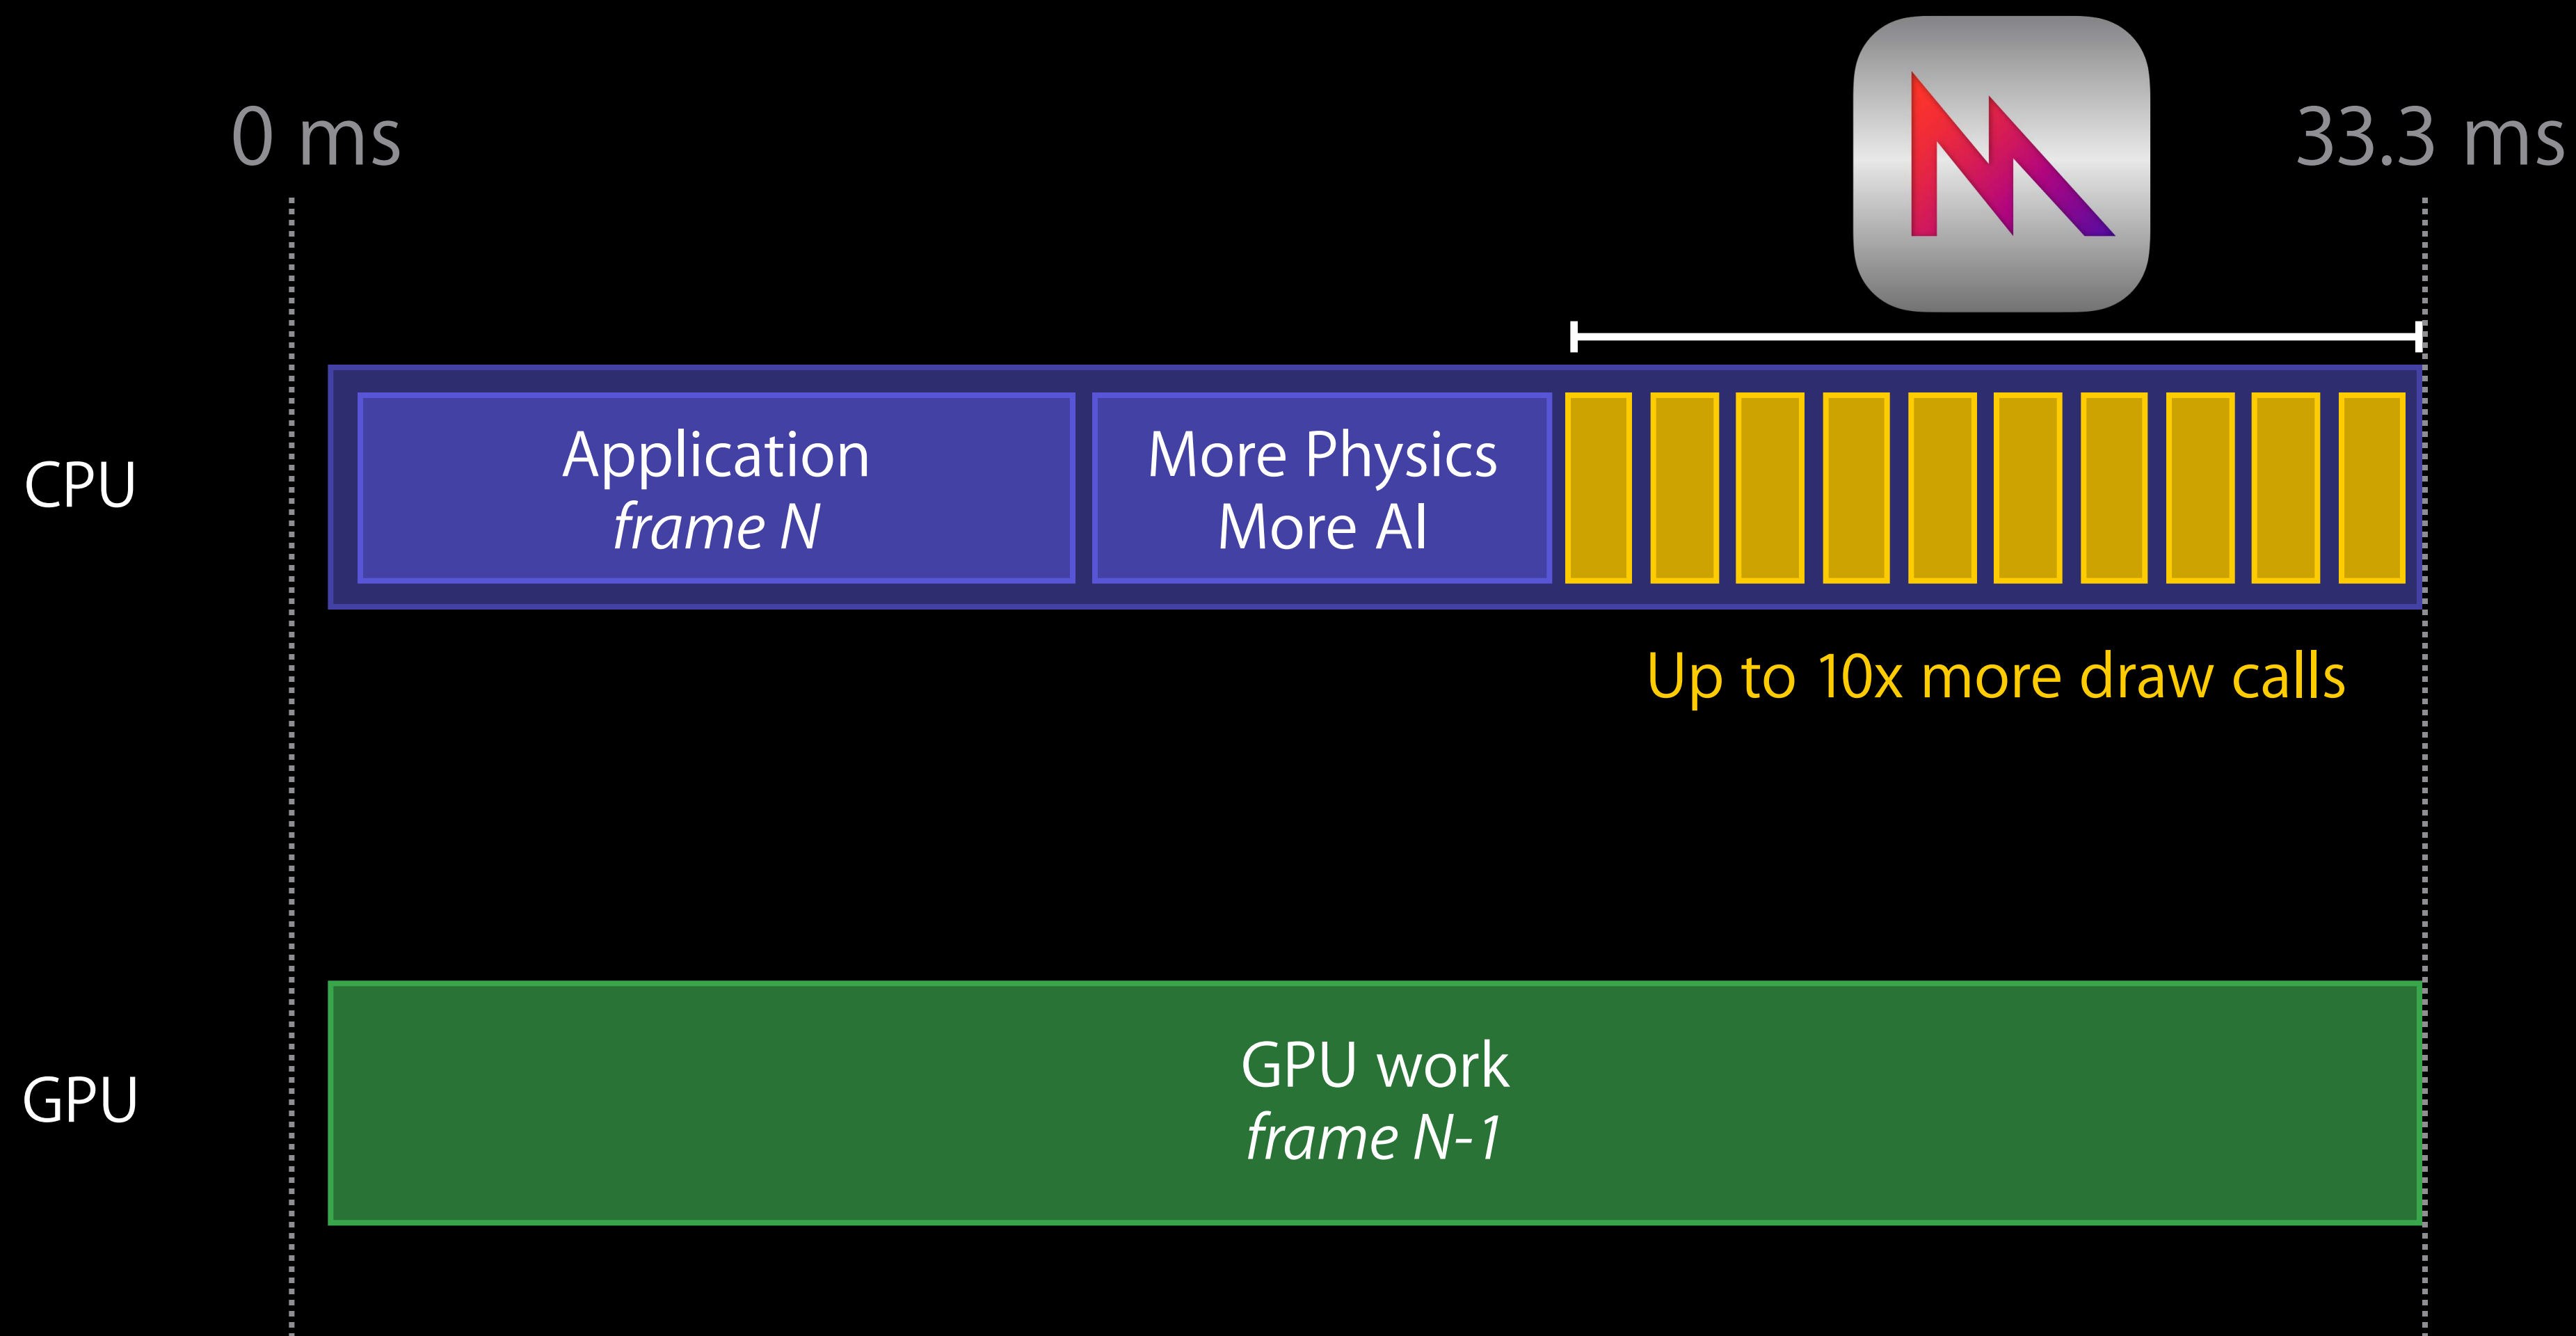 0 ms
33.3 ms
CPU
Application
frame N
More Physics
More AI
Up to 10x more draw calls
GPU
GPU work
frame N-1